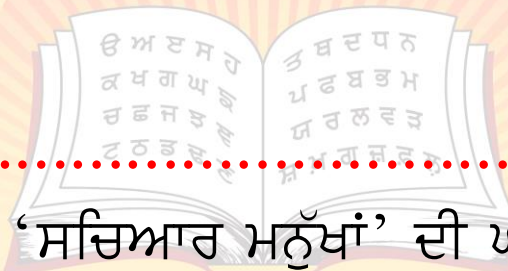 ੳ ਅ ੲ ਸ ਹ
ਕ ਖ ਗ ਘ ਙ
ਚ ਛ ਜ ਝ ਞ
ਟ ਠ ਡ ਢ ਣ
ਤ ਥ ਦ ਧ ਨ
ਪ ਫ ਬ ਭ ਮ
ਯ ਰ ਲ ਵ ੜ
ਸ਼ ਖ਼ ਗ਼ ਜ਼ ਫ਼ ਲ਼
‘ਸਚਿਆਰ ਮਨੁੱਖਾਂ’ ਦੀ